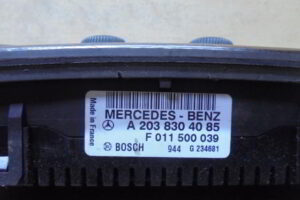 Made in France
MERCEDES - BENZ
A 203 830 40 85
F 011 500 039
BOSCH 944 G 234681